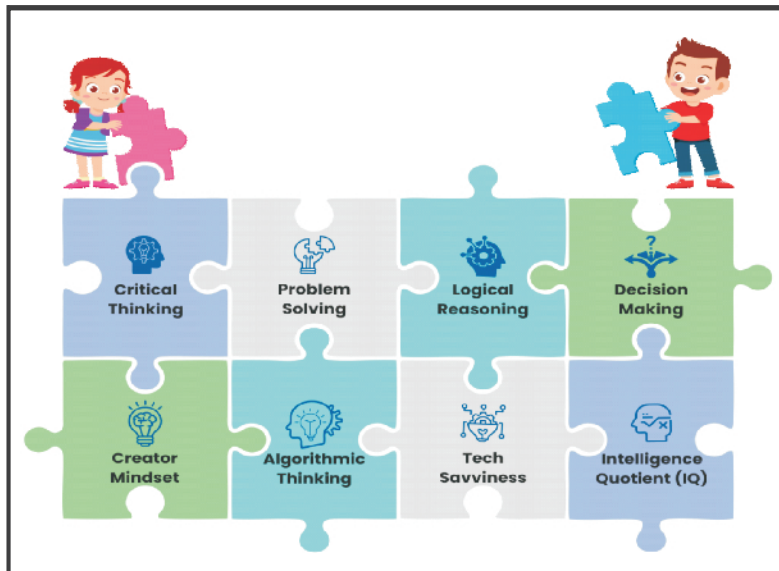 Critical
Thinking
Problem
Solving
Logical
Reasoning
Decision
Making
Creator
Mindset
Algorithmic
Thinking
Tech
Savviness
Intelligence
Quotient (IQ)